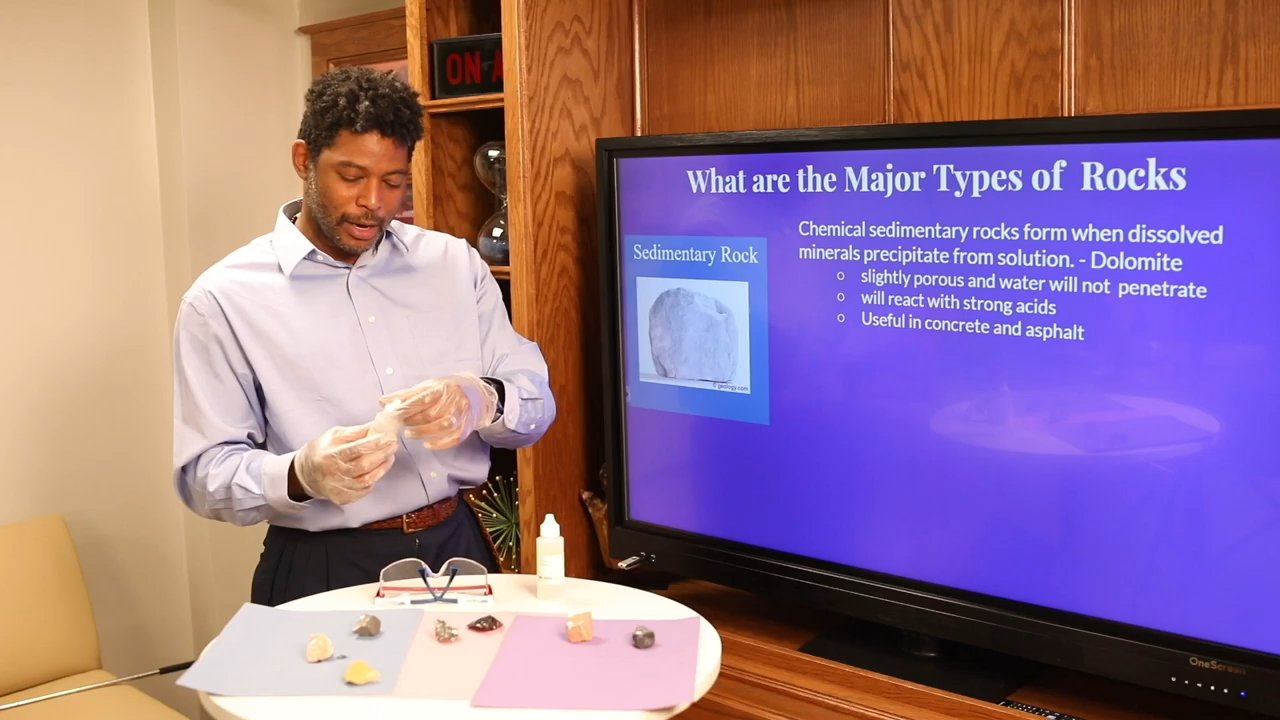 ON A
What are the Major Types of Rocks
Sedimentary Rock
© geology.com
Chemical sedimentary rocks form when dissolved
minerals precipitate from solution. - Dolomite
o slightly porous and water will not penetrate
o will react with strong acids
o Useful in concrete and asphalt
OneScreen